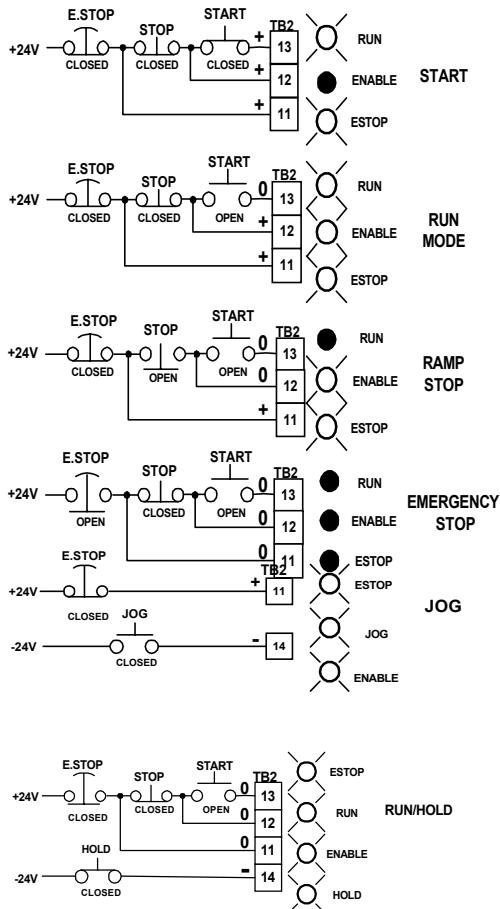 E.STOP STOP START TB2
+24V + 13 RUN
CLOSED CLOSED CLOSED
+ 12 ENABLE START
+ 11 ESTOP
E.STOP STOP START TB2
+24V 0 13 RUN
CLOSED CLOSED OPEN
+ 12 ENABLE RUN MODE
+ 11 ESTOP
E.STOP STOP START TB2
+24V 0 13 RUN
CLOSED OPEN OPEN
0 12 ENABLE RAMP STOP
+ 11 ESTOP
E.STOP STOP START TB2
+24V 0 13 RUN
OPEN CLOSED OPEN
0 12 ENABLE EMERGENCY STOP
0 11 ESTOP
E.STOP TB2
+24V + 11 ESTOP
CLOSED JOG
JOG
-24V - 14 JOG
CLOSED
ENABLE
E.STOP STOP START TB2 ESTOP
+24V 0 13
CLOSED CLOSED OPEN RUN RUN/HOLD
0 12
0 11 ENABLE
HOLD
-24V - 14
CLOSED HOLD